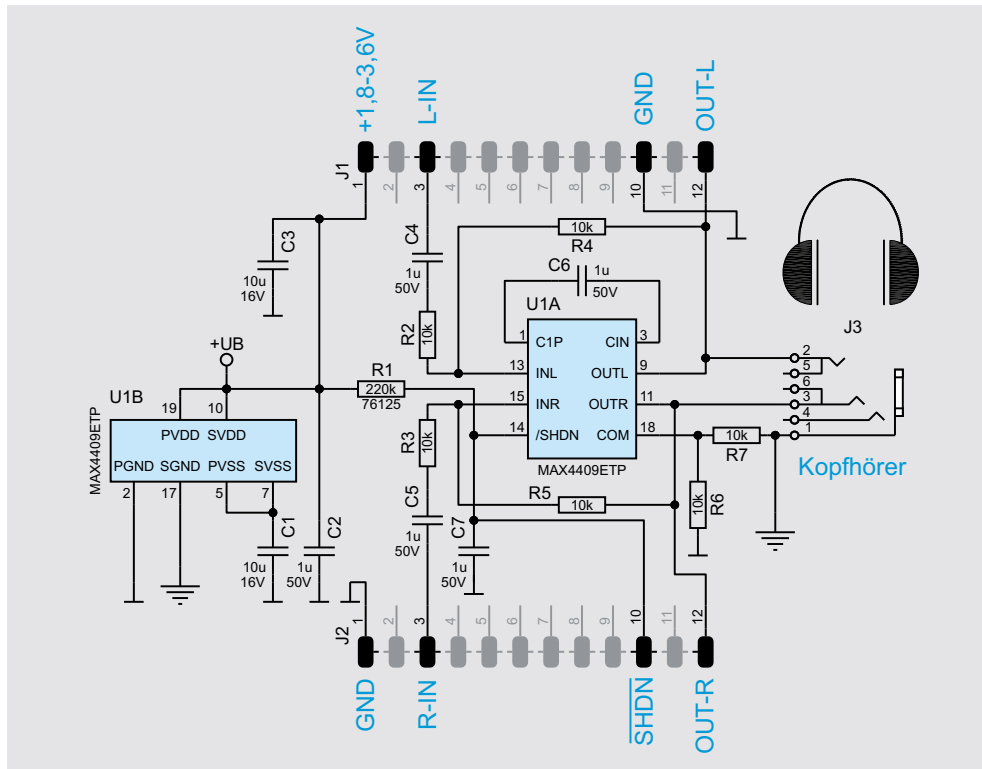 +1,8-3,6V
L-IN
GND
OUT-L
J1
1
2
3
4
5
6
7
8
9
10
11
12
C3
10u
16V
C4
1u
50V
10k
R4
C6
1u
50V
U1A
R2
10k
1
C1P
CIN
3
13
INL
OUTL
9
15
INR
OUTR
11
14
/SHDN
COM
18
MAX4409ETP
J3
2
5
6
3
4
1
Kopfhörer
+UB
R1
220k
76125
U1B
19
10
PVDD
SVDD
PGND
SGND
PVSS
SVSS
MAX4409ETP
2
17
5
7
C1
10u
16V
C2
1u
50V
R3
10k
C5
1u
50V
C7
1u
50V
R5
10k
10k
R7
10k
R6
J2
1
2
3
4
5
6
7
8
9
10
11
12
GND
R-IN
SHDN
OUT-R